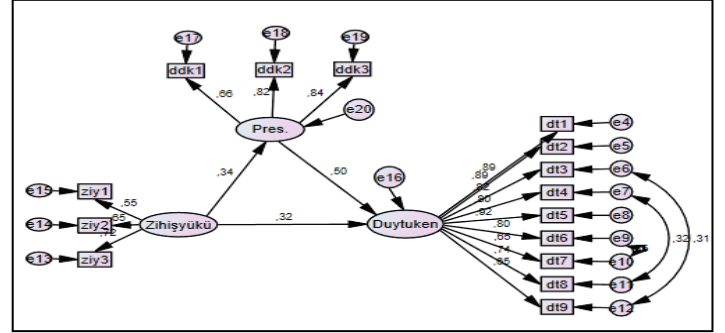 e17
e18
e19
ddk1
ddk2
ddk3
,66
,82
,84
e20
Pres.
,34
,50
e16
e15
ziy1
,55
e14
ziy2
,65
e13
ziy3
Zihişyükü
,32
Duytuken
,89
,89
,92
,80
,65
,74
,85
dt1
e4
dt2
e5
dt3
e6
dt4
e7
dt5
e8
dt6
e9
dt7
e10
dt8
e11
dt9
e12
,32
,31